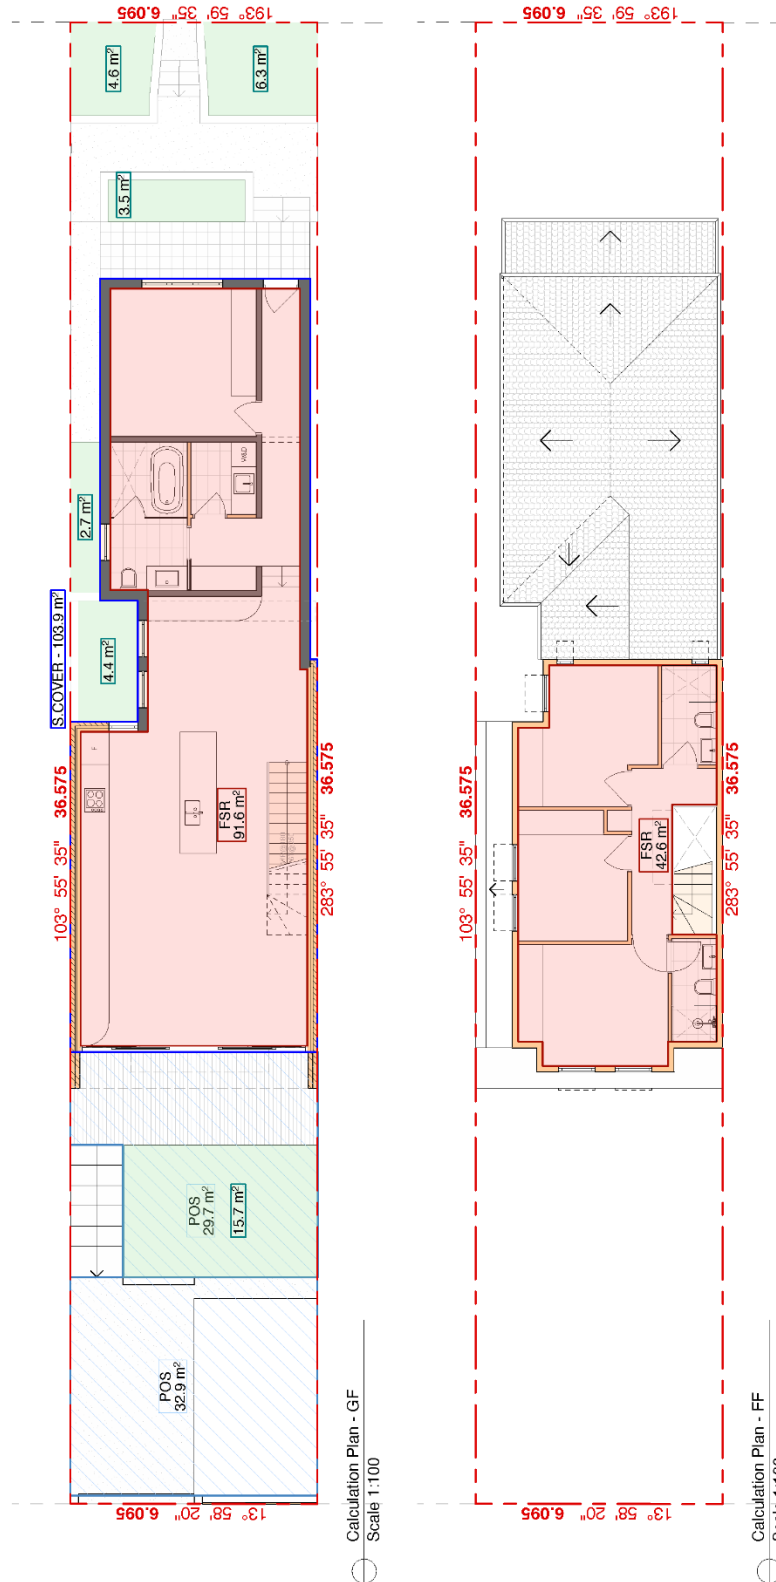 193° 59' 35" 6.095
4.6 m²
6.3 m²
3.5 m²
2.7 m²
S.COVER - 103.9 m²
4.4 m²
W&D
F
103° 55' 35" 36.575
FSR
91.6 m²
283° 55' 35" 36.575
POS
29.7 m²
15.7 m²
POS
32.9 m²
13° 58' 20" 6.095
Calculation Plan - GF
Scale 1:100
193° 59' 35" 6.095
103° 55' 35" 36.575
FSR
42.6 m²
283° 55' 35" 36.575
13° 58' 20" 6.095
Calculation Plan - FF